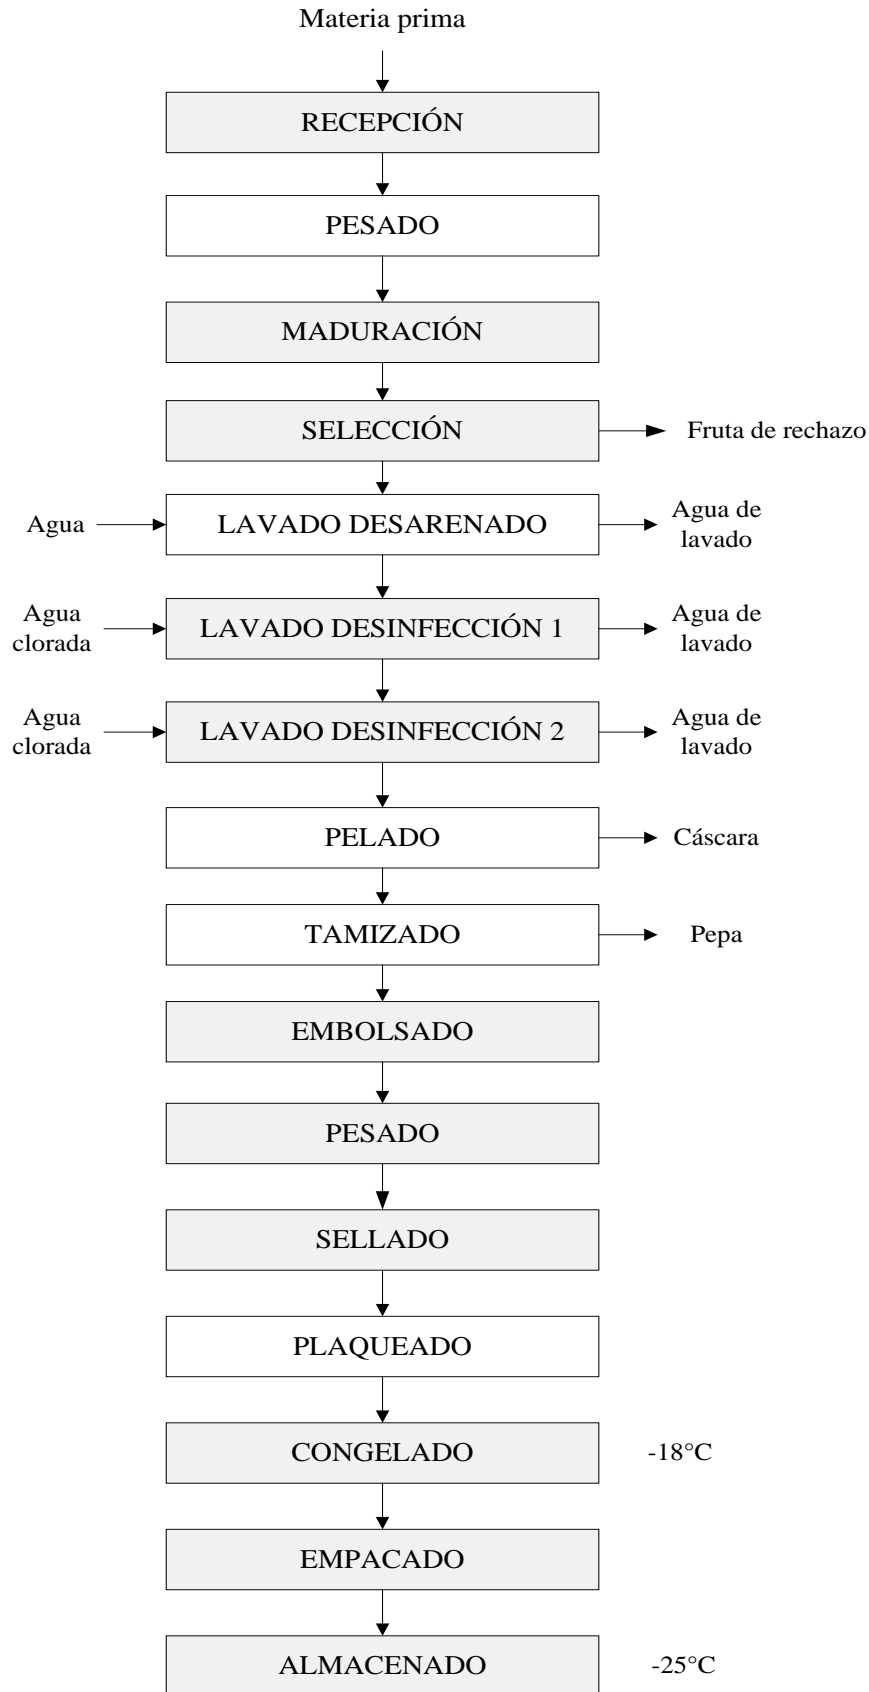 Materia prima
RECEPCIÓN
PESADO
MADURACIÓN
SELECCIÓN
Fruta de rechazo
Agua
LAVADO DESARENADO
Agua de
lavado
Agua
clorada
LAVADO DESINFECCIÓN 1
Agua de
lavado
Agua
clorada
LAVADO DESINFECCIÓN 2
Agua de
lavado
PELADO
Cáscara
TAMIZADO
Pepa
EMBOLSADO
PESADO
SELLADO
PLAQUEADO
CONGELADO
-18°C
EMPACADO
ALMACENADO
-25°C